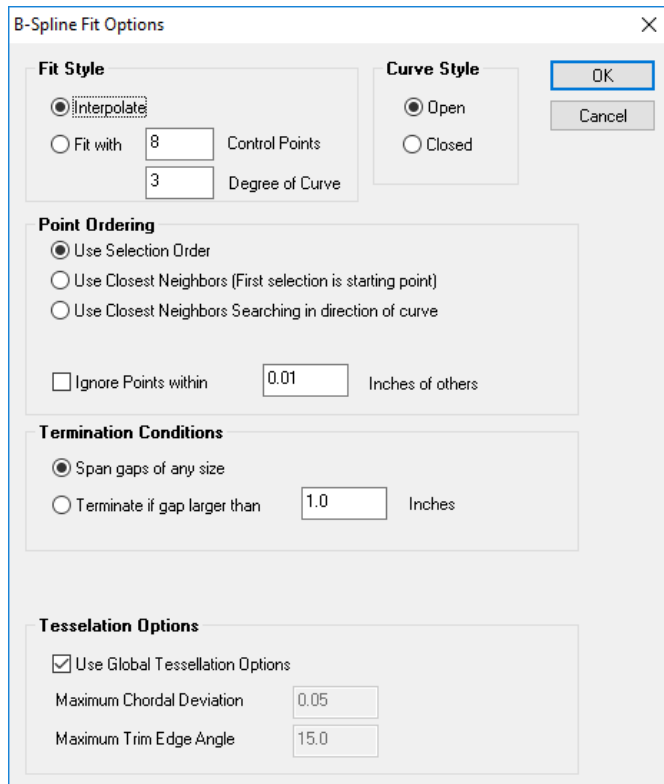 B-Spline Fit Options
Fit Style
Interpolate
Fit with 8 Control Points
3 Degree of Curve
Curve Style
Open
Closed
OK
Cancel
Point Ordering
Use Selection Order
Use Closest Neighbors (First selection is starting point)
Use Closest Neighbors Searching in direction of curve
Ignore Points within 0.01 Inches of others
Termination Conditions
Span gaps of any size
Terminate if gap larger than 1.0 Inches
Tesselation Options
Use Global Tessellation Options
Maximum Chordal Deviation 0.05
Maximum Trim Edge Angle 15.0